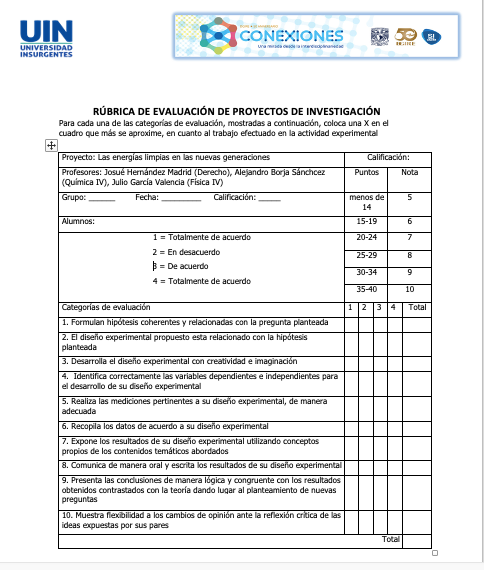 UIN
UNIVERSIDAD
INSURGENTES
CONEXIONES
Una mirada desde la interdisciplinariedad
RÚBRICA DE EVALUACIÓN DE PROYECTOS DE INVESTIGACIÓN
Para cada una de las categorías de evaluación, mostradas a continuación, coloca una X en el
cuadro que más se aproxime, en cuanto al trabajo efectuado en la actividad experimental
Proyecto: Las energías limpias en las nuevas generaciones
Calificación:
Profesores: Josué Hernández Madrid (Derecho), Alejandro Borja Sánchcez
(Química IV), Julio García Valencia (Física IV)
Puntos Nota
Grupo: ______ Fecha: _________ Calificación: _____
menos de
14
5
Alumnos:
15-19 6
1 = Totalmente de acuerdo
20-24 7
2 = En desacuerdo
25-29 8
3 = De acuerdo
30-34 9
4 = Totalmente de acuerdo
35-40 10
Categorías de evaluación 1 2 3 4 Total
1. Formulan hipótesis coherentes y relacionadas con la pregunta planteada
2. El diseño experimental propuesto esta relacionado con la hipótesis
planteada
3. Desarrolla el diseño experimental con creatividad e imaginación
4. Identifica correctamente las variables dependientes e independientes para
el desarrollo de su diseño experimental
5. Realiza las mediciones pertinentes a su diseño experimental, de manera
adecuada
6. Recopila los datos de acuerdo a su diseño experimental
7. Expone los resultados de su diseño experimental utilizando conceptos
propios de los contenidos temáticos abordados
8. Comunica de manera oral y escrita los resultados de su diseño experimental
9. Presenta las conclusiones de manera lógica y congruente con los resultados
obtenidos contrastados con la teoría dando lugar al planteamiento de nuevas
preguntas
10. Muestra flexibilidad a los cambios de opinión ante la reflexión crítica de las
ideas expuestas por sus pares
Total